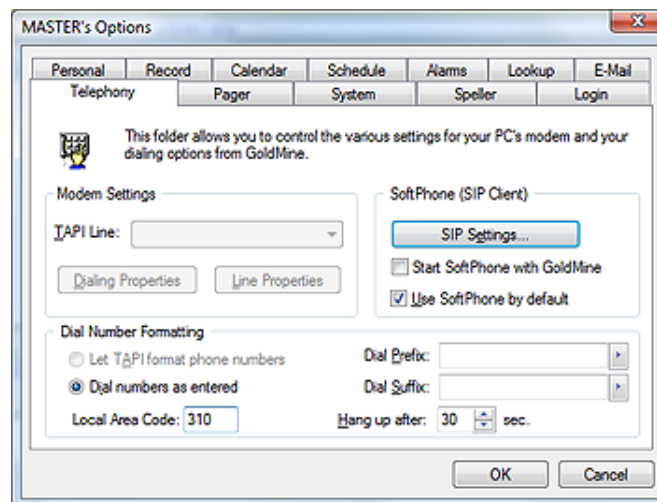 MASTER's Options
Personal Record Calendar Schedule Alarms Lookup E-Mail
Telephony Pager System Speller Login
This folder allows you to control the various settings for your PC's modem and your
dialing options from GoldMine.
Modem Settings
TAPI Line:
Dialing Properties Line Properties
SoftPhone (SIP Client)
SIP Settings...
Start SoftPhone with GoldMine
Use SoftPhone by default
Dial Number Formatting
Let TAPI format phone numbers
Dial numbers as entered
Local Area Code: 310
Dial Prefix:
Dial Suffix:
Hang up after: 30 sec.
OK Cancel